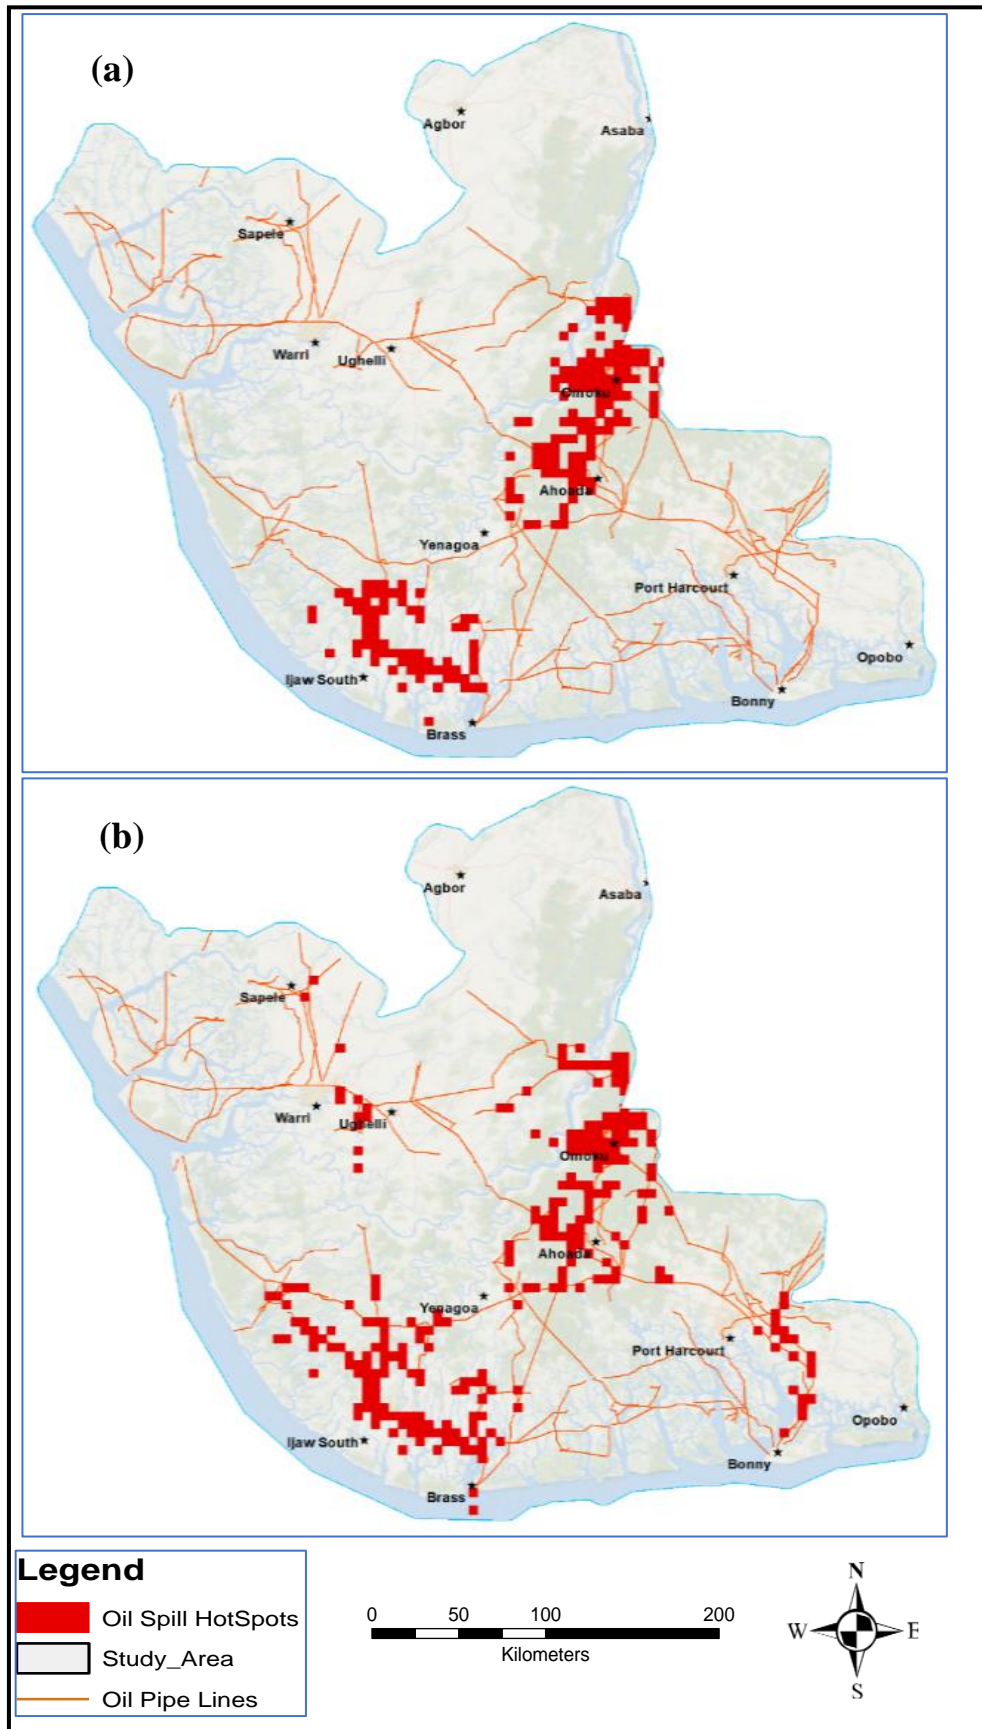 (a)
Agbor
Asaba
Sapele
Warri
Ughelli
Omoku
Ahoada
Yenagoa
Port Harcourt
Opobo
Ijaw South
Bonny
Brass
(b)
Agbor
Asaba
Sapele
Warri
Ughelli
Omoku
Ahoada
Yenagoa
Port Harcourt
Opobo
Ijaw South
Bonny
Brass
Legend
Oil Spill HotSpots
Study_Area
Oil Pipe Lines
0 50 100 200
Kilometers
N
W E
S